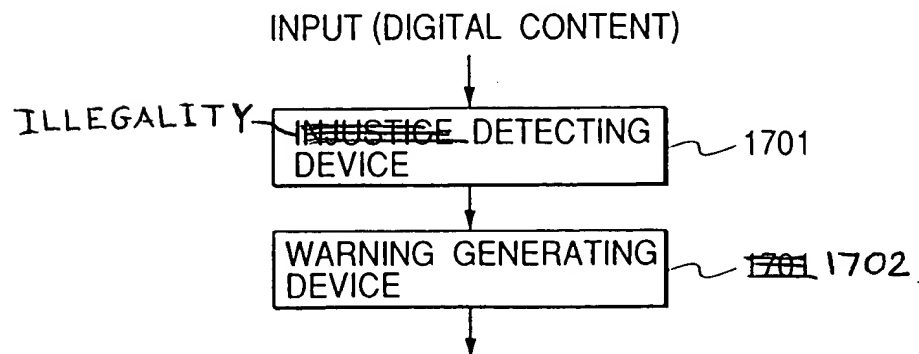 INPUT (DIGITAL CONTENT)
ILLEGALITY
INJUSTICE DETECTING
DEVICE
1701
WARNING GENERATING
DEVICE
1701 1702